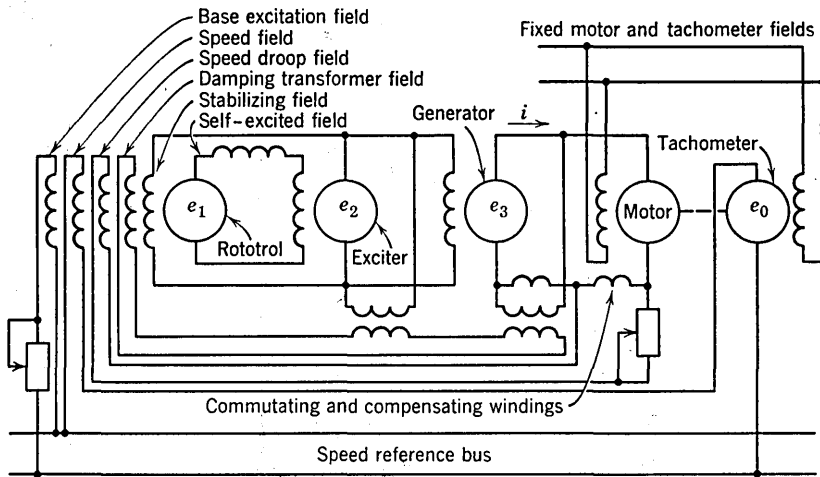 Base excitation field
Speed field
Speed droop field
Damping transformer field
Stabilizing field
Self-excited field
Fixed motor and tachometer fields
Generator
i
Tachometer
e1
e2
e3
Motor
e0
Rototrol
Exciter
Commutating and compensating windings
Speed reference bus